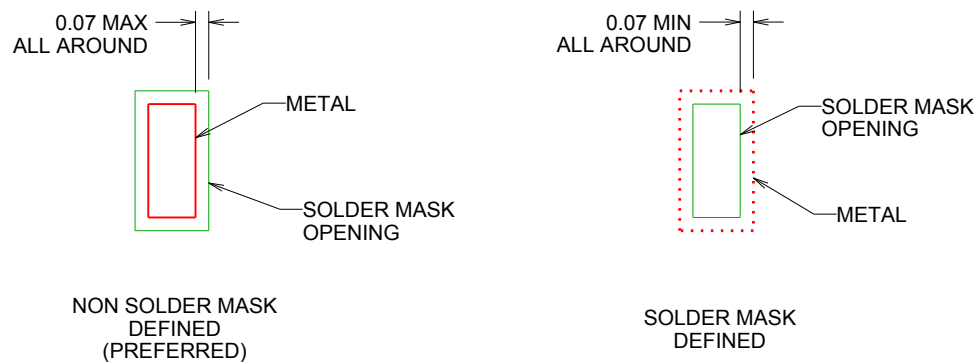 0.07 MAX
ALL AROUND
METAL
SOLDER MASK
OPENING
NON SOLDER MASK
DEFINED
(PREFERRED)
0.07 MIN
ALL AROUND
SOLDER MASK
OPENING
METAL
SOLDER MASK
DEFINED